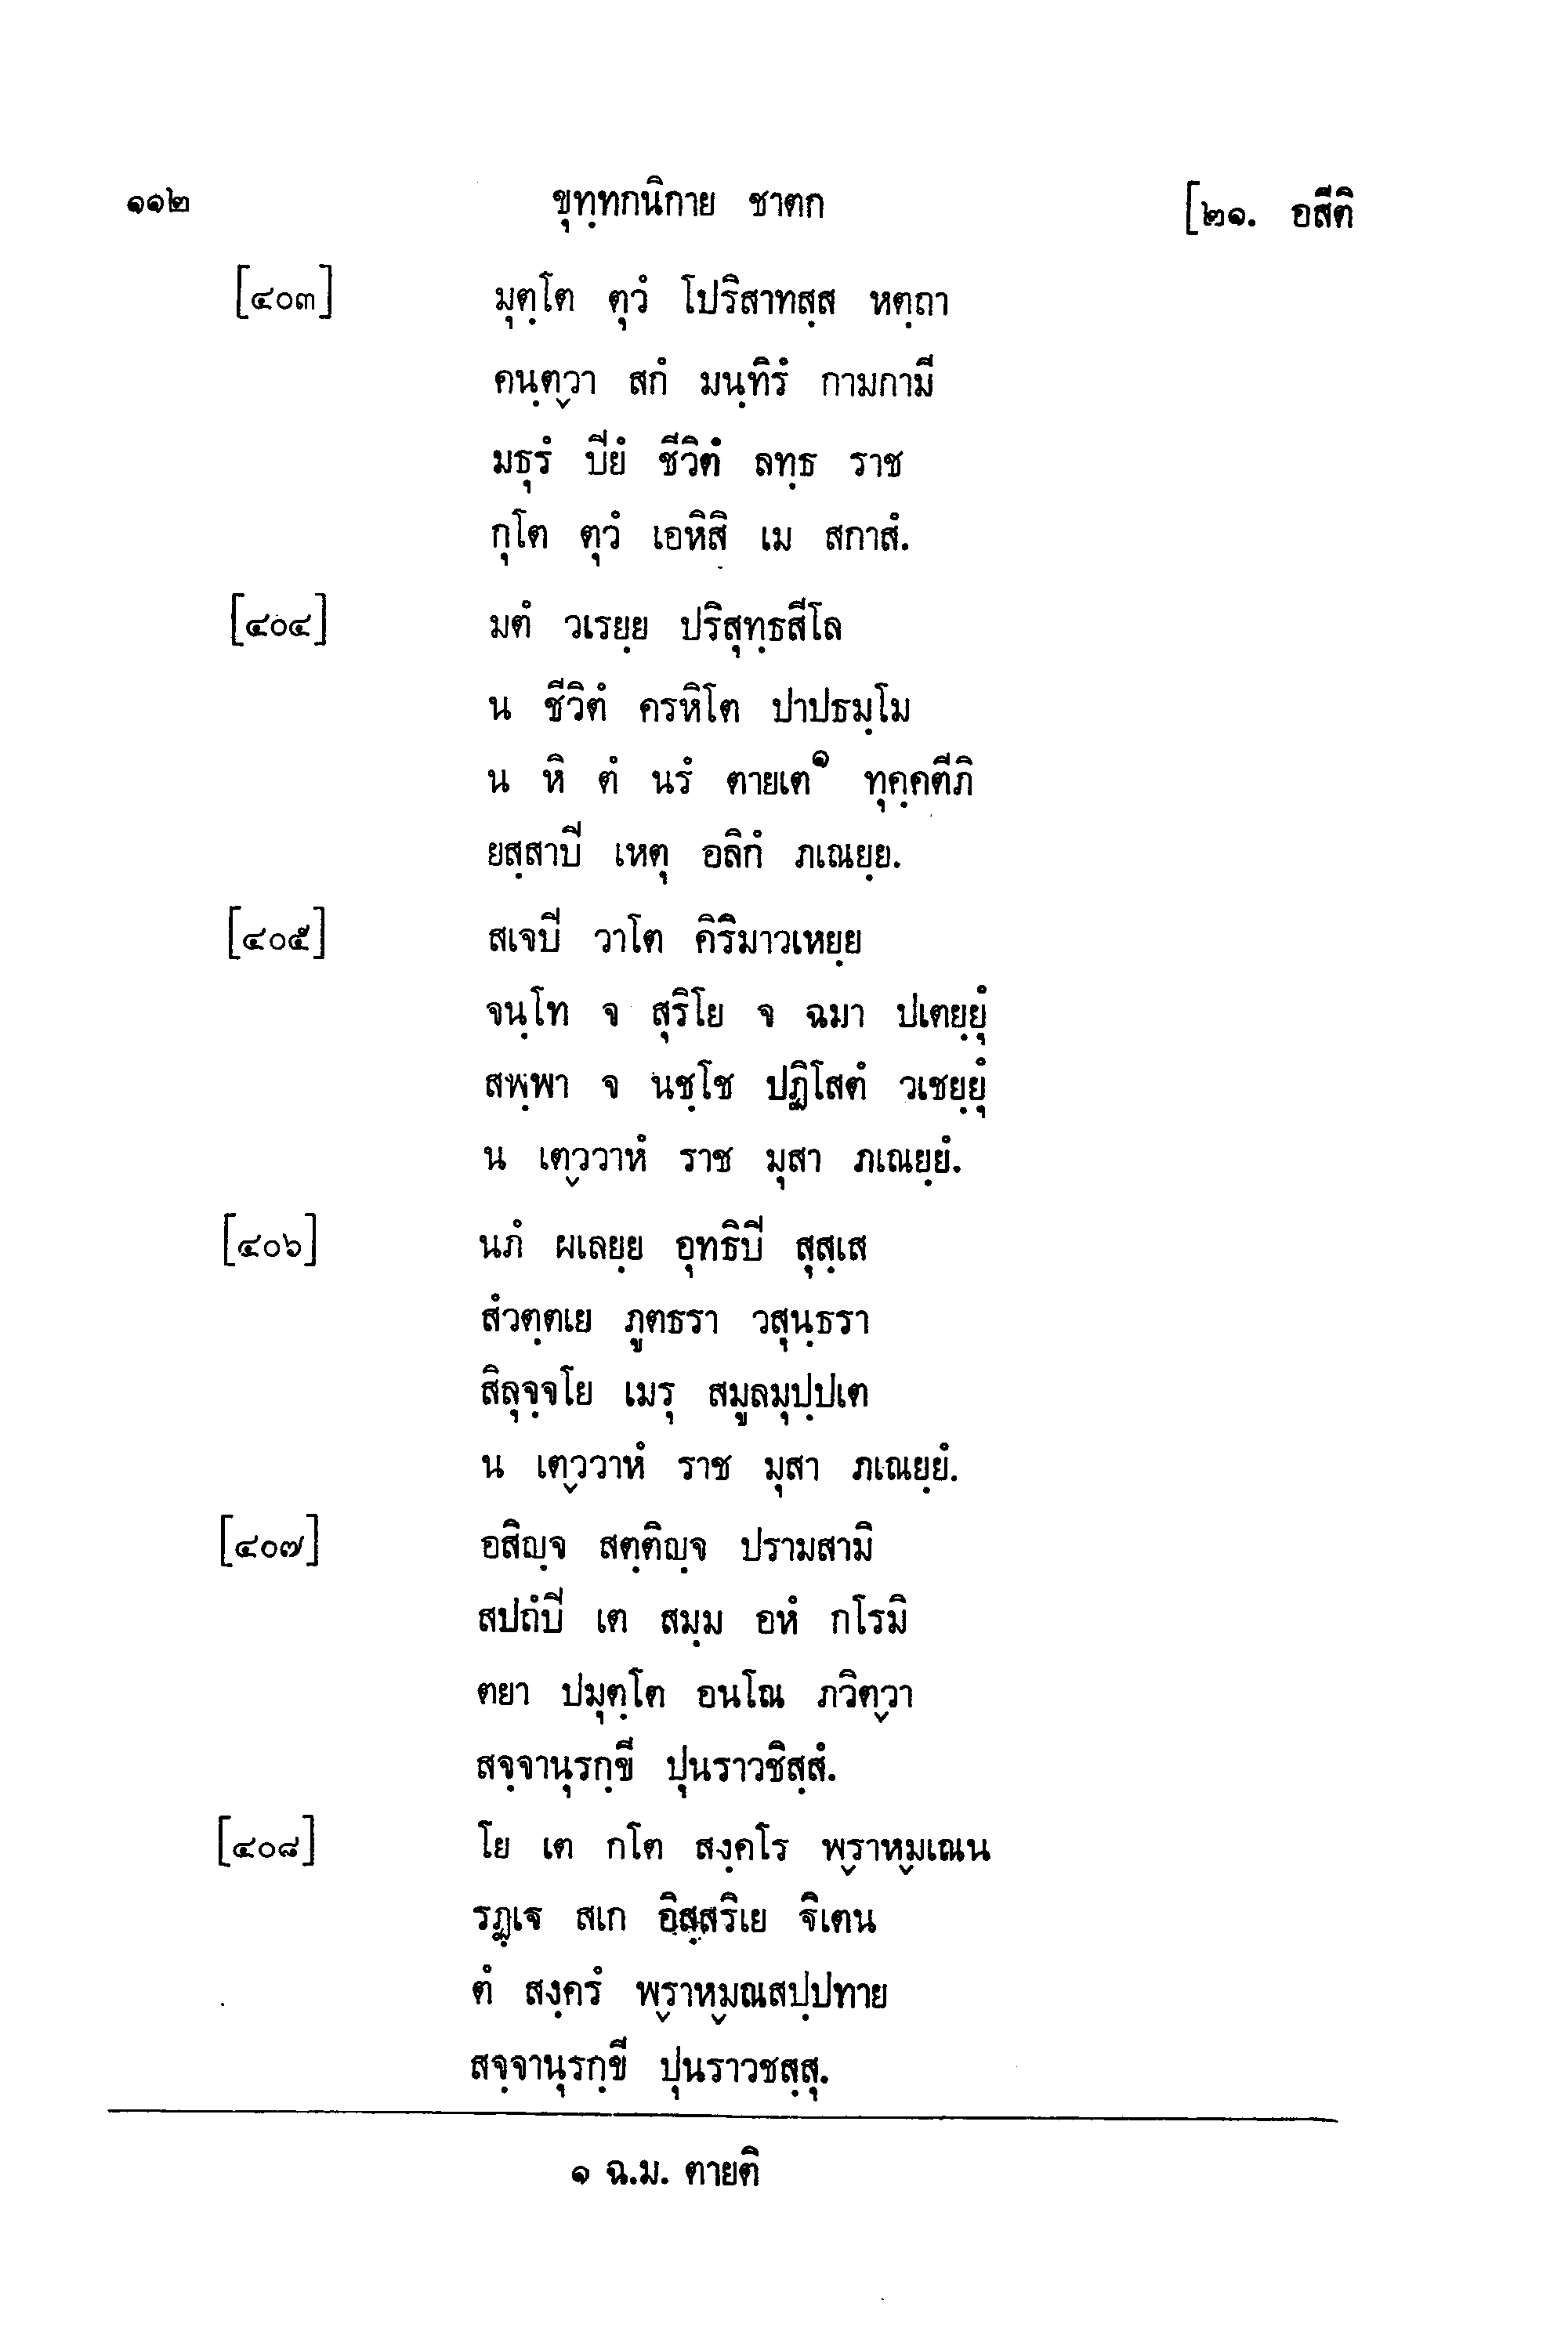 ๑๑๒ ขุทฺทกนิกาย ชาตก [๒๑. อสีติ
[๔๐๓] มุตฺโต ตุวํ โปริสาทสฺส หตฺถา
คนฺต๎วา สกํ มนฺทิรํ กามกามี
มธุรํ ปิยํ ชีวิตํ ลทฺธ ราช
กุโต ตุวํ เอหิสิ เม สกาสํ.
[๔๐๔] มตํ วเรยฺย ปริสุทฺธสีโล
น ชีวิตํ ครหิโต ปาปธมฺโม
น หิ ตํ นรํ ตายเต๑ ทุคฺคตีภิ
ยสฺสาปิ เหตุ อลิกํ ภเณยฺย.
[๔๐๕] สเจปิ วาโต คิริมาวเหยฺย
จนฺโท จ สุริโย จ ฉมา ปเตยฺยุํ
สพฺพา จ นชฺโช ปฏิโสตํ วเชยฺยุํ
น เต๎ววาหํ ราช มุสา ภเณยฺยํ.
[๔๐๖] นภํ ผเลยฺย อุทธิปิ สุสฺเส
สํวตฺตเย ภูตธรา วสุนฺธรา
สิลุจฺจโย เมรุ สมูลมุปฺปเต
น เต๎ววาหํ ราช มุสา ภเณยฺยํ.
[๔๐๗] อสิญฺจ สตฺติญฺจ ปรามสามิ
สปถํปิ เต สมฺม อหํ กโรมิ
ตยา ปมุตฺโต อนโณ ภวิต๎วา
สจฺจานุรกฺขี ปุนราวชิสฺสํ.
[๔๐๘] โย เต กโต สงฺคโร พ๎ราห๎มเณน
รฏฺเฐ สเก อิสฺสริเย ฐิเตน
ตํ สงฺครํ พ๎ราห๎มณสปฺปทาย
สจฺจานุรกฺขี ปุนราวชสฺสุ.
๑ ฉ.ม. ตายติ